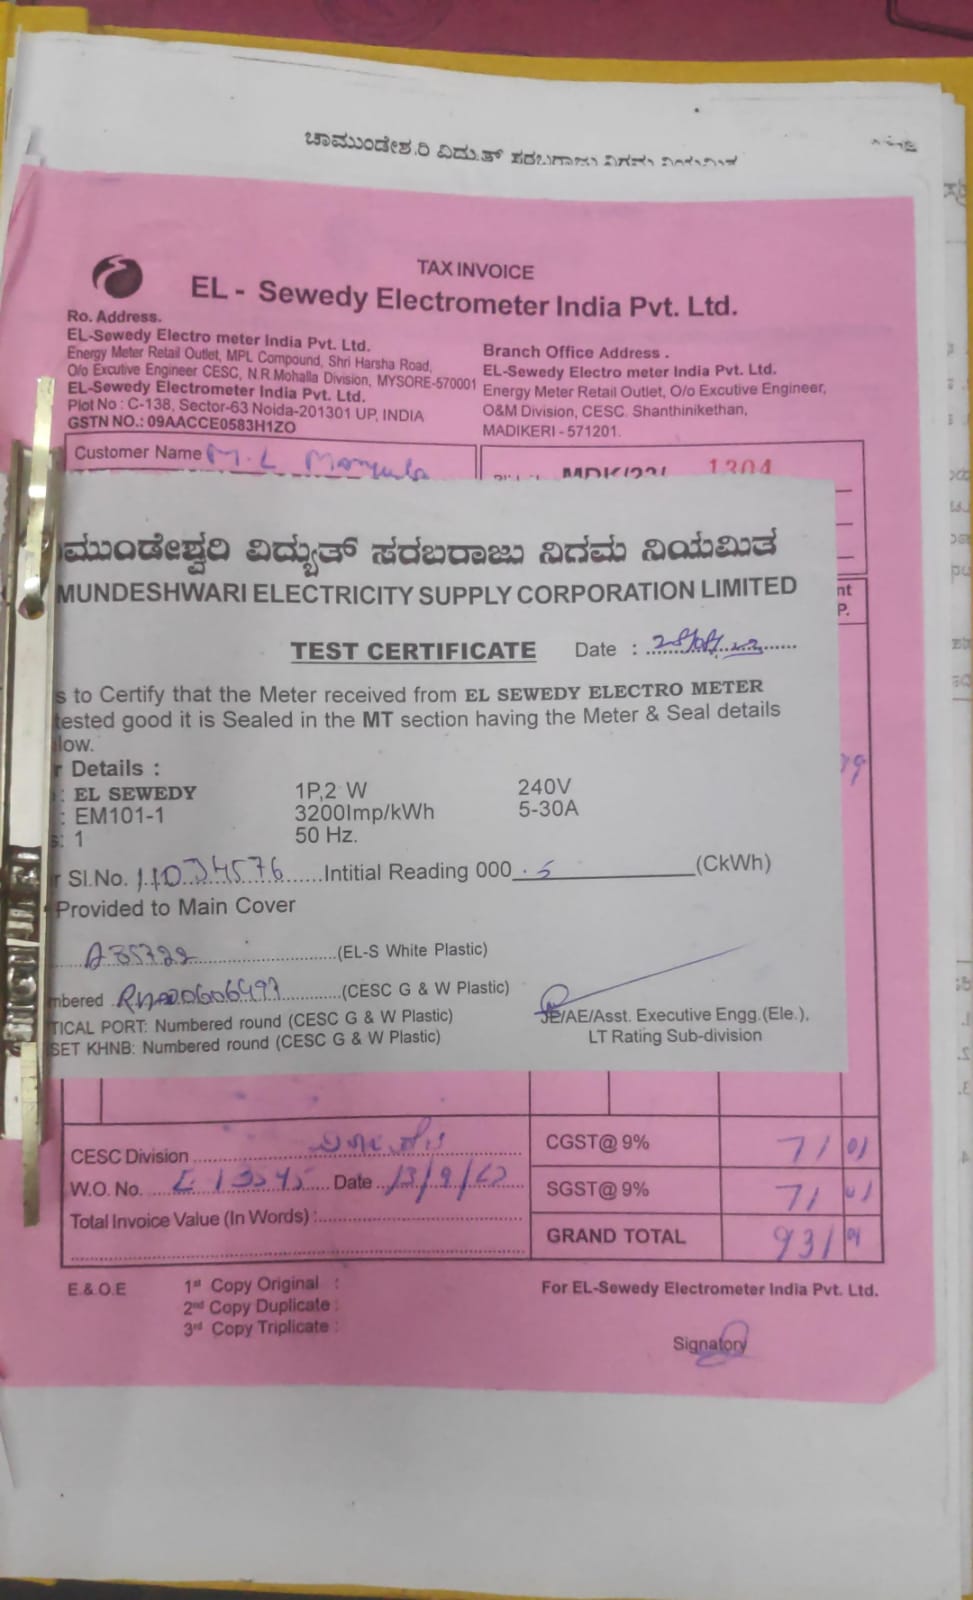 ಚಾಮುಂಡೇಶ್ವರಿ ವಿದ್ಯುತ್ ಸರಬರಾಜು ನಿಗಮ ನಿಯಮಿತ
TAX INVOICE
EL - Sewedy Electrometer India Pvt. Ltd.
Ro. Address.
EL-Sewedy Electro meter India Pvt. Ltd.
Energy Meter Retail Outlet, MPL Compound, Shri Harsha Road,
O/o Excutive Engineer CESC, N.R.Mohalla Division, MYSORE-570001
EL-Sewedy Electrometer India Pvt. Ltd.
Plot No : C-138, Sector-63 Noida-201301 UP, INDIA
GSTN NO.: 09AACCE0583H1ZO
Branch Office Address .
EL-Sewedy Electro meter India Pvt. Ltd.
Energy Meter Retail Outlet, O/o Excutive Engineer,
O&M Division, CESC. Shanthinikethan,
MADIKERI - 571201.
Customer Name M.L Manjula
MDK/22/ 1304
nt
P.
ಮುಂಡೇಶ್ವರಿ ವಿದ್ಯುತ್ ಸರಬರಾಜು ನಿಗಮ ನಿಯಮಿತ
MUNDESHWARI ELECTRICITY SUPPLY CORPORATION LIMITED
TEST CERTIFICATE Date :
s to Certify that the Meter received from EL SEWEDY ELECTRO METER
tested good it is Sealed in the MT section having the Meter & Seal details
low.
r Details :
: EL SEWEDY 1P,2 W 240V
: EM101-1 3200Imp/kWh 5-30A
s: 1 50 Hz.
r Sl.No. 11034576 Intitial Reading 000 .5 (CkWh)
Provided to Main Cover
A35722 (EL-S White Plastic)
mbered (CESC G & W Plastic)
TICAL PORT: Numbered round (CESC G & W Plastic)
SET KHNB: Numbered round (CESC G & W Plastic)
JE/AE/Asst. Executive Engg.(Ele.),
LT Rating Sub-division
CESC Division
W.O. No. Date
Total Invoice Value (In Words) :
CGST@ 9% 71 01
SGST@ 9% 71 01
GRAND TOTAL 931 01
E.& O.E
1st Copy Original :
2nd Copy Duplicate :
3rd Copy Triplicate :
For EL-Sewedy Electrometer India Pvt. Ltd.
Signatory